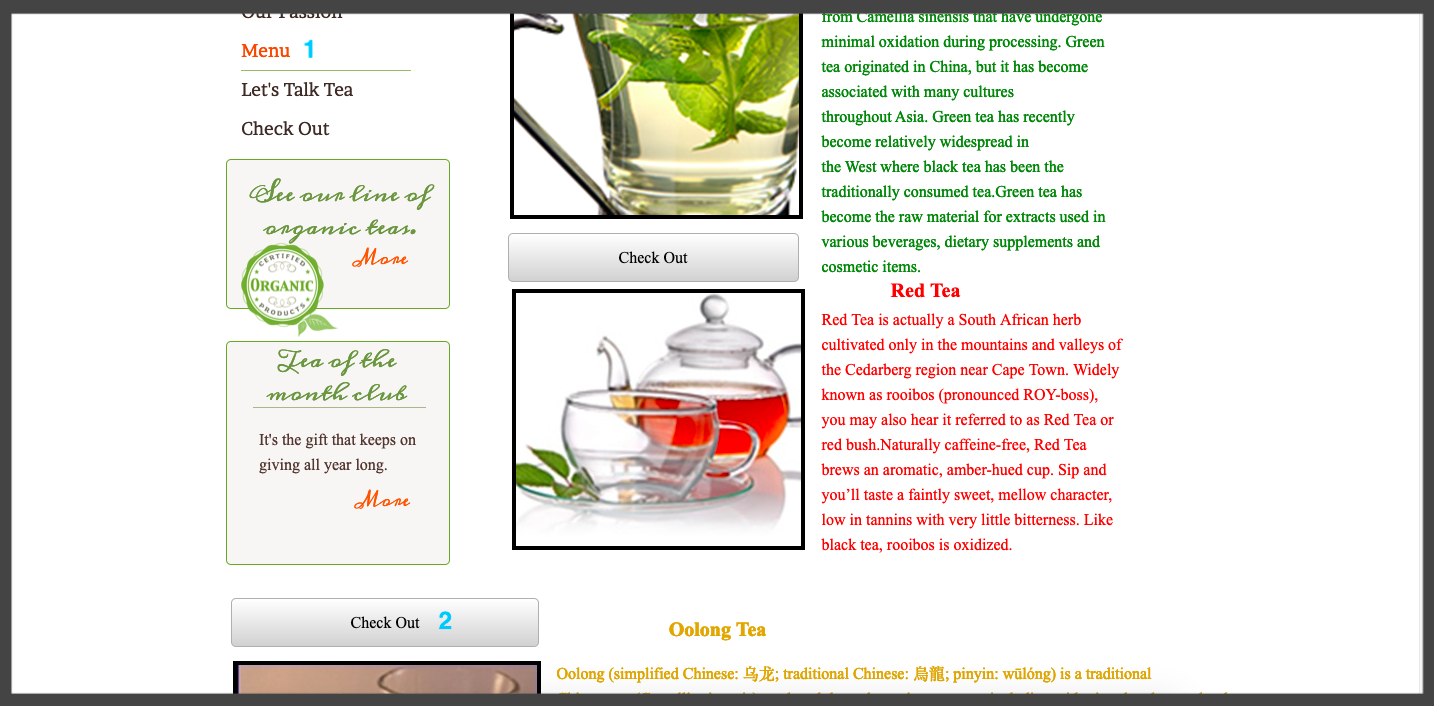 Our Passion
Menu 1
Let's Talk Tea
Check Out
See our line of
organic teas.
More
CERTIFIED
ORGANIC
PRODUCTS
Tea of the
month club
It's the gift that keeps on
giving all year long.
More
Check Out
from Camellia sinensis that have undergone
minimal oxidation during processing. Green
tea originated in China, but it has become
associated with many cultures
throughout Asia. Green tea has recently
become relatively widespread in
the West where black tea has been the
traditionally consumed tea.Green tea has
become the raw material for extracts used in
various beverages, dietary supplements and
cosmetic items.
Red Tea
Red Tea is actually a South African herb
cultivated only in the mountains and valleys of
the Cedarberg region near Cape Town. Widely
known as rooibos (pronounced ROY-boss),
you may also hear it referred to as Red Tea or
red bush.Naturally caffeine-free, Red Tea
brews an aromatic, amber-hued cup. Sip and
you’ll taste a faintly sweet, mellow character,
low in tannins with very little bitterness. Like
black tea, rooibos is oxidized.
Check Out 2
Oolong Tea
Oolong (simplified Chinese: 乌龙; traditional Chinese: 烏龍; pinyin: wūlóng) is a traditional